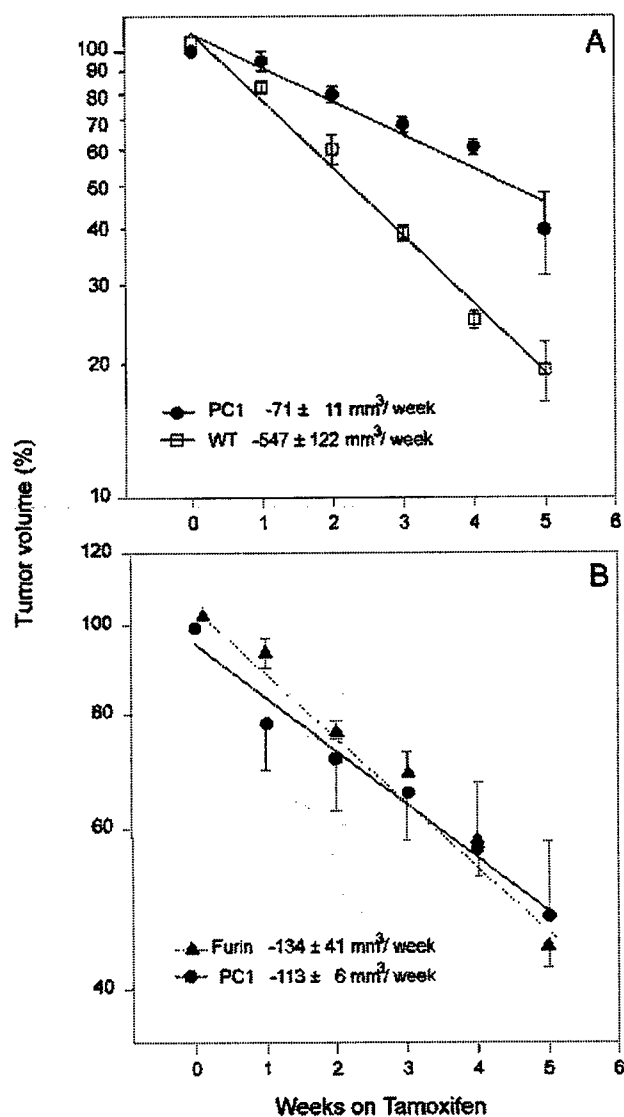 A
100
90
80
70
60
50
40
30
20
10
0 1 2 3 4 5 6
PC1 -71 ± 11 mm³/week
WT -547 ± 122 mm³/week
Tumor volume (%)
B
120
100
80
60
40
Furin -134 ± 41 mm³/week
PC1 -113 ± 6 mm³/week
0 1 2 3 4 5 6
Weeks on Tamoxifen